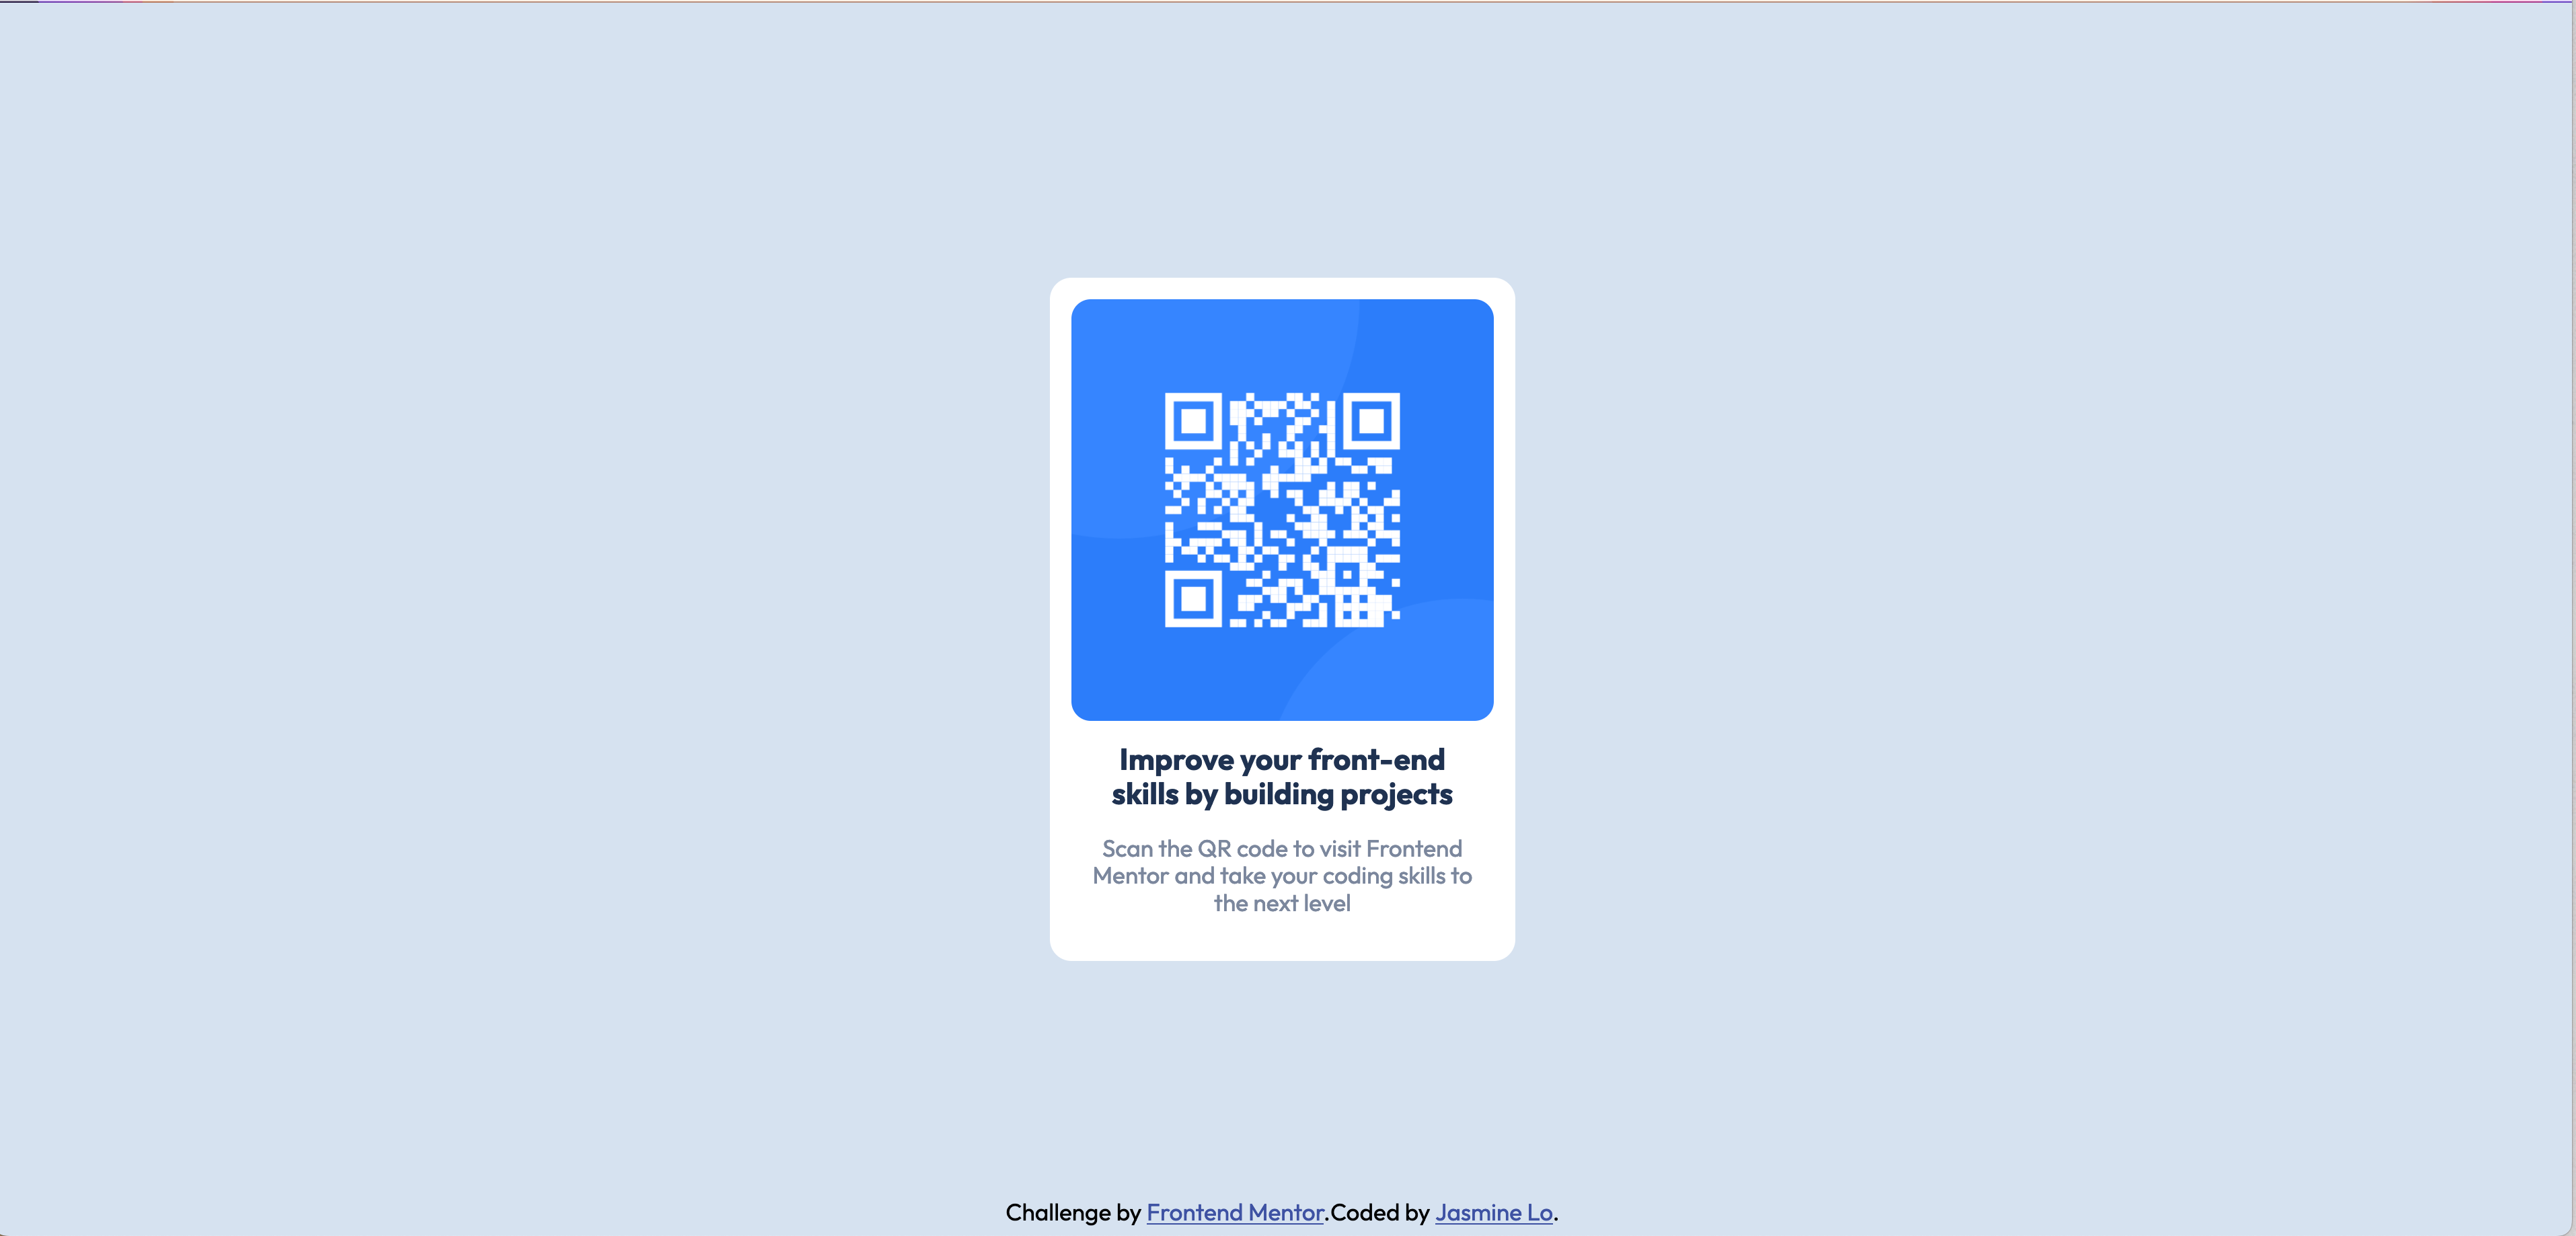 Improve your front-end
skills by building projects
Scan the QR code to visit Frontend
Mentor and take your coding skills to
the next level
Challenge by Frontend Mentor.Coded by Jasmine Lo.